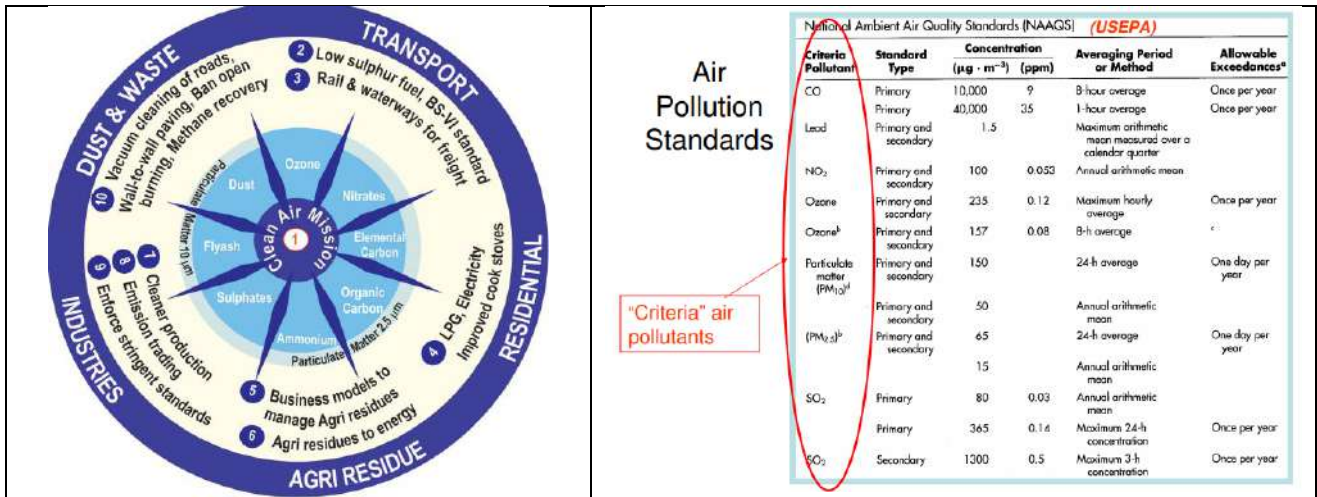 TRANSPORT
2 Low sulphur fuel, BS-VI standard
3 Rail & waterways for freight
RESIDENTIAL
4 LPG, Electricity
Improved cook stoves
AGRI RESIDUE
5 Business models to
manage Agri residues
6 Agri residues to energy
INDUSTRIES
7 Cleaner production
8 Emission trading
9 Enforce stringent standards
DUST & WASTE
10 Vacuum cleaning of roads,
Wall-to-wall paving, Ban open
burning, Methane recovery
Clean Air Mission
1
Ozone
Nitrates
Elemental
Carbon
Organic
Carbon
Ammonium
Sulphates
Flyash
Dust
Particulate Matter 10 µm
Particulate Matter 2.5 µm
Air
Pollution
Standards
"Criteria" air
pollutants
National Ambient Air Quality Standards (NAAQS) (USEPA)
Concentration
Criteria Standard Averaging Period Allowable
Pollutant Type (µg · m⁻³) (ppm) or Method Exceedancesᵃ
CO Primary 10,000 9 8-hour average Once per year
Primary 40,000 35 1-hour average Once per year
Lead Primary and 1.5 Maximum arithmetic
secondary mean measured over a
calendar quarter
NO₂ Primary and 100 0.053 Annual arithmetic mean
secondary
Ozone Primary and 235 0.12 Maximum hourly Once per year
secondary average
Ozoneᵇ Primary and 157 0.08 8-h average ᶜ
secondary
Particulate Primary and 150 24-h average One day per
matter secondary year
(PM₁₀)ᵈ
Primary and 50 Annual arithmetic
secondary mean
(PM₂.₅)ᵇ Primary and 65 24-h average One day per
secondary year
15 Annual arithmetic
mean
SO₂ Primary 80 0.03 Annual arithmetic
mean
Primary 365 0.14 Maximum 24-h Once per year
concentration
SO₂ Secondary 1300 0.5 Maximum 3-h Once per year
concentration